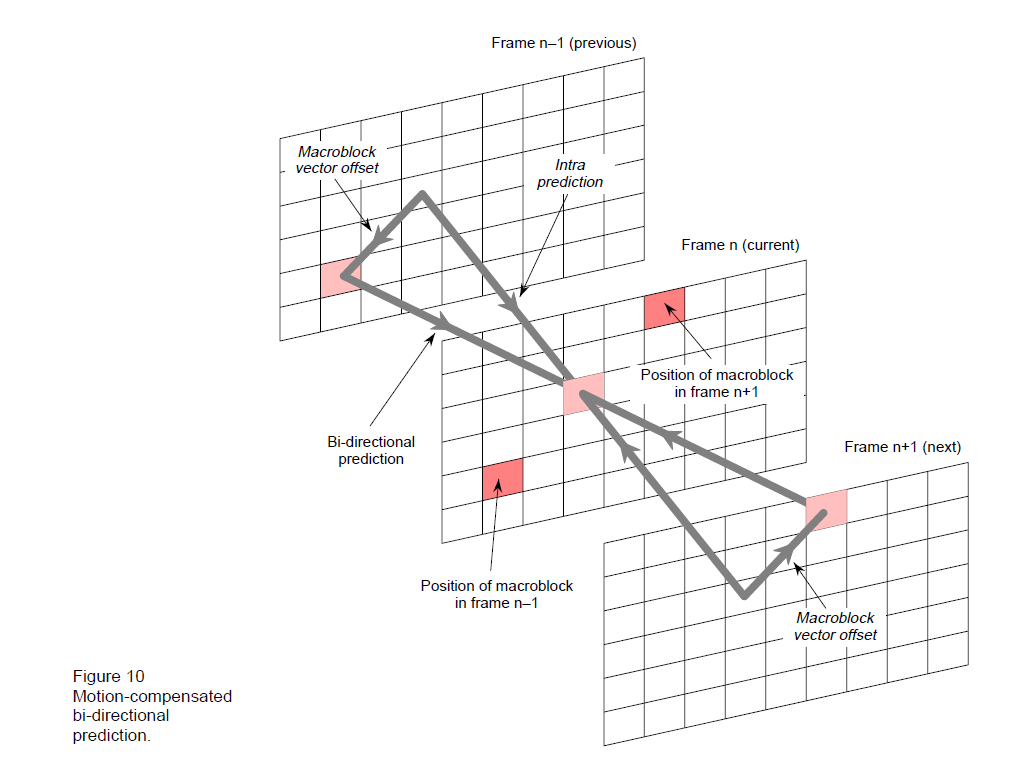 Frame n–1 (previous)
Macroblock
vector offset
Intra
prediction
Frame n (current)
Position of macroblock
in frame n+1
Bi-directional
prediction
Frame n+1 (next)
Position of macroblock
in frame n–1
Macroblock
vector offset
Figure 10
Motion-compensated
bi-directional
prediction.